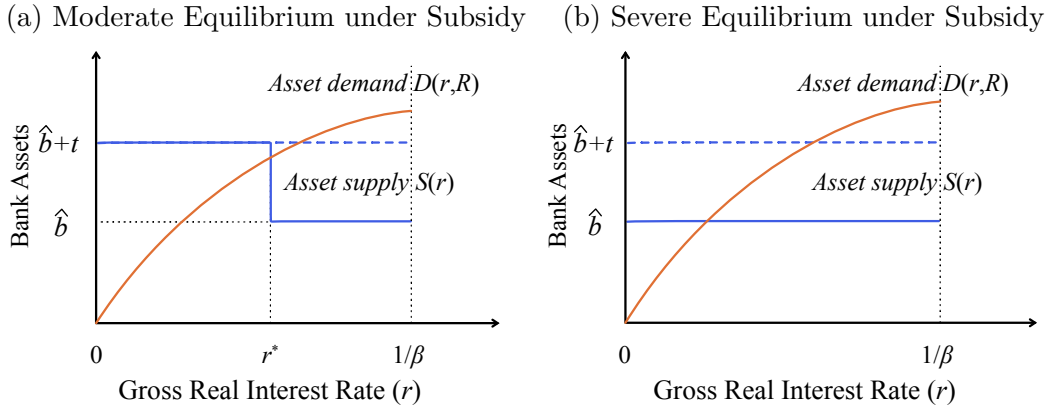 (a) Moderate Equilibrium under Subsidy
Asset demand D(r,R)
b̂+t
Asset supply S(r)
b̂
Bank Assets
0
r*
1/β
Gross Real Interest Rate (r)
(b) Severe Equilibrium under Subsidy
Asset demand D(r,R)
b̂+t
Asset supply S(r)
b̂
Bank Assets
0
1/β
Gross Real Interest Rate (r)